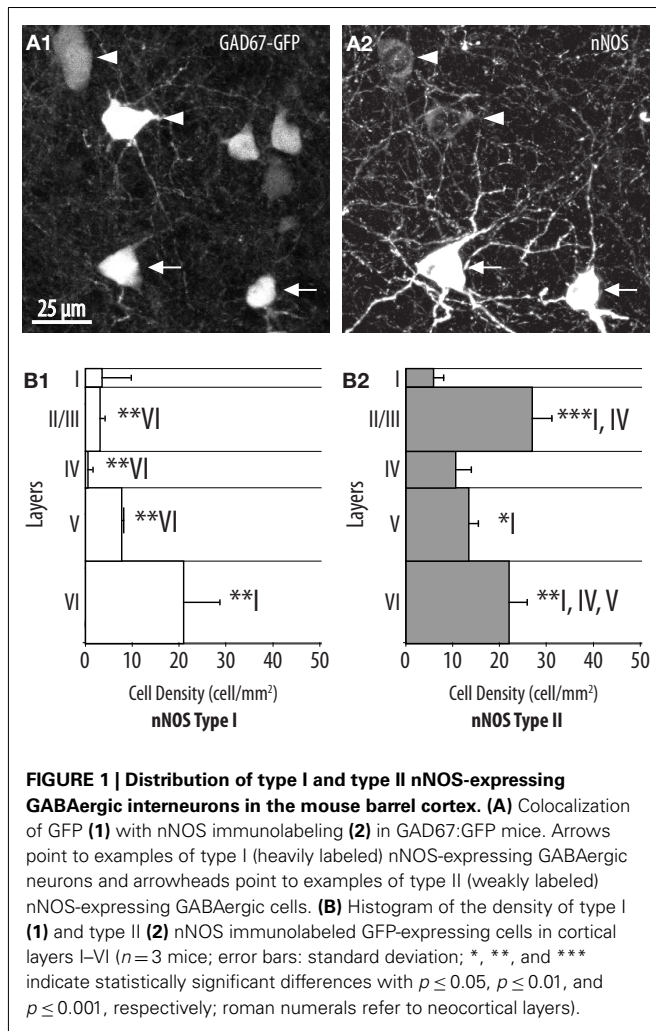 A1 GAD67-GFP
A2 nNOS
25 µm
B1
Layers
I
II/III **VI
IV **VI
V **VI
VI **I
0 10 20 30 40 50
Cell Density (cell/mm²)
nNOS Type I
B2
Layers
I
II/III ***I, IV
IV
V *I
VI **I, IV, V
0 10 20 30 40 50
Cell Density (cell/mm²)
nNOS Type II
FIGURE 1 | Distribution of type I and type II nNOS-expressing
GABAergic interneurons in the mouse barrel cortex. (A) Colocalization
of GFP (1) with nNOS immunolabeling (2) in GAD67:GFP mice. Arrows
point to examples of type I (heavily labeled) nNOS-expressing GABAergic
neurons and arrowheads point to examples of type II (weakly labeled)
nNOS-expressing GABAergic cells. (B) Histogram of the density of type I
(1) and type II (2) nNOS immunolabeled GFP-expressing cells in cortical
layers I–VI (n = 3 mice; error bars: standard deviation; *, **, and ***
indicate statistically significant differences with p ≤ 0.05, p ≤ 0.01, and
p ≤ 0.001, respectively; roman numerals refer to neocortical layers).